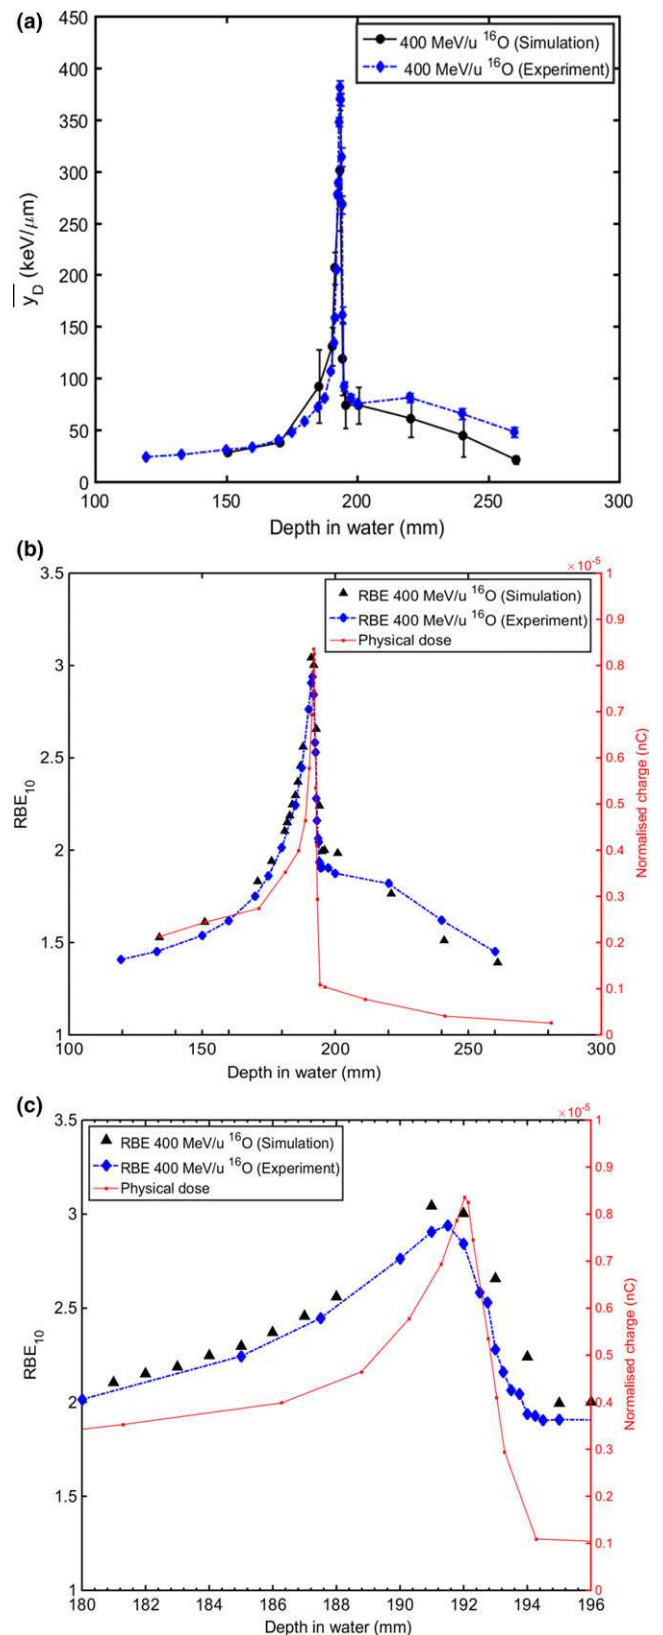 (a)
450
400
350
300
250
200
150
100
50
0
y_D (keV/μm)
400 MeV/u ¹⁶O (Simulation)
400 MeV/u ¹⁶O (Experiment)
100 150 200 250 300
Depth in water (mm)
(b)
×10⁻⁵
3.5
3
2.5
2
1.5
1
RBE₁₀
RBE 400 MeV/u ¹⁶O (Simulation)
RBE 400 MeV/u ¹⁶O (Experiment)
Physical dose
1
0.9
0.8
0.7
0.6
0.5
0.4
0.3
0.2
0.1
0
Normalised charge (nC)
100 150 200 250 300
Depth in water (mm)
(c)
×10⁻⁵
3.5
3
2.5
2
1.5
1
RBE₁₀
RBE 400 MeV/u ¹⁶O (Simulation)
RBE 400 MeV/u ¹⁶O (Experiment)
Physical dose
1
0.9
0.8
0.7
0.6
0.5
0.4
0.3
0.2
0.1
0
Normalised charge (nC)
180 182 184 186 188 190 192 194 196
Depth in water (mm)